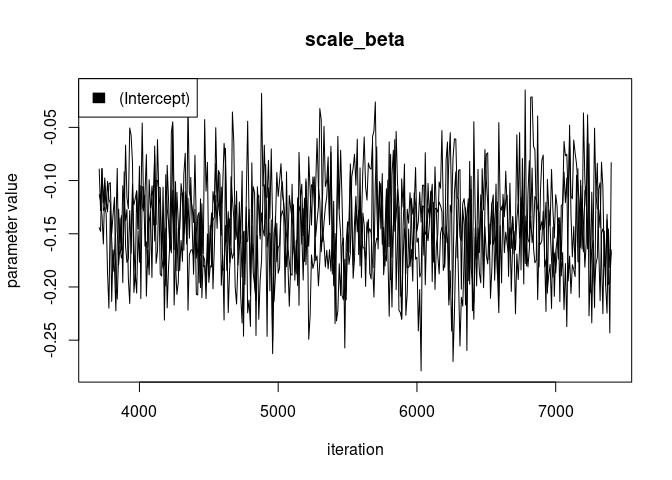 scale_beta
(Intercept)
parameter value
-0.05
-0.10
-0.15
-0.20
-0.25
4000 5000 6000 7000
iteration